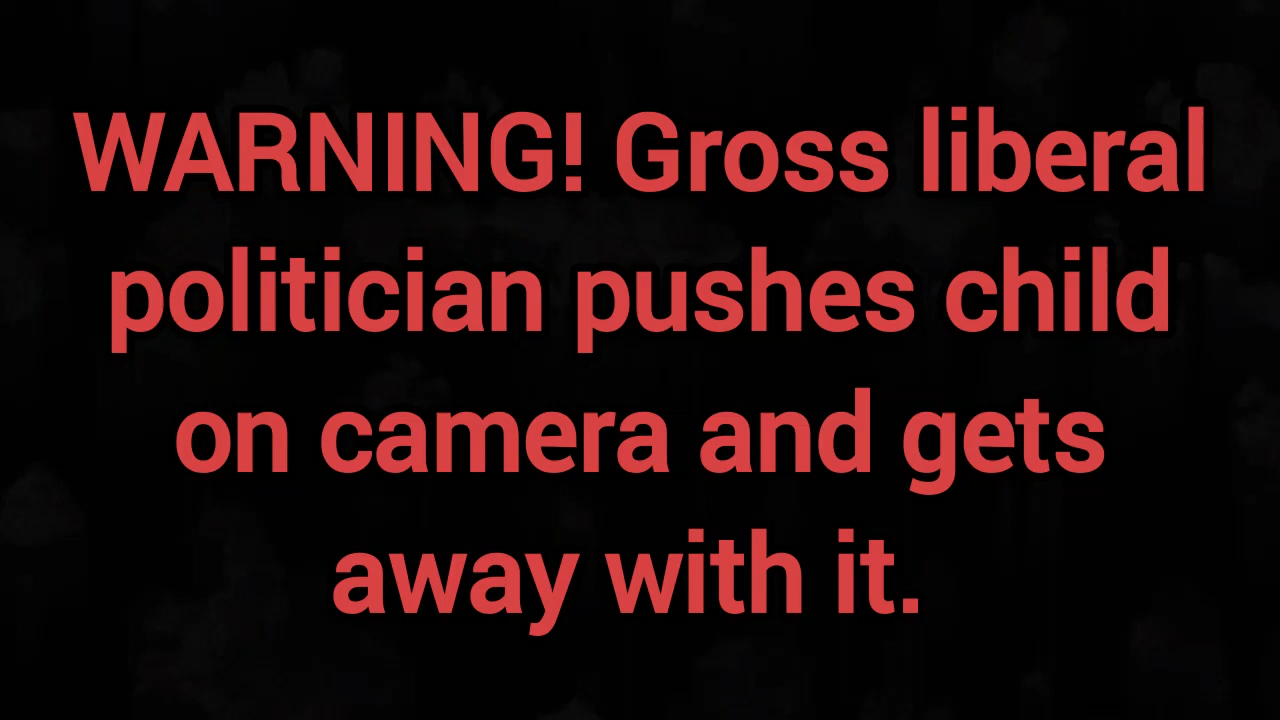 WARNING! Gross liberal
politician pushes child
on camera and gets
away with it.